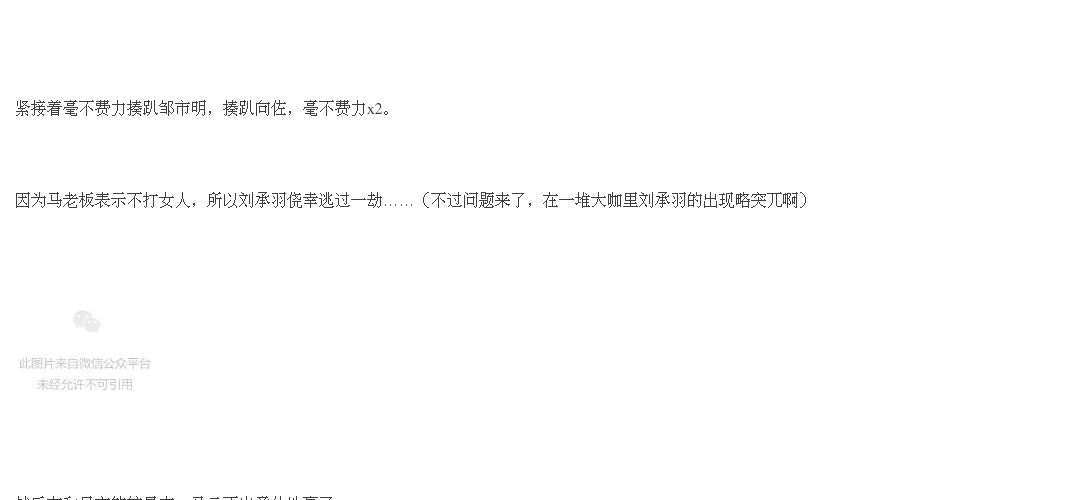 紧接着毫不费力揍趴邹市明，揍趴向佐，毫不费力x2。
因为马老板表示不打女人，所以刘承羽侥幸逃过一劫……（不过问题来了，在一堆大咖里刘承羽的出现略突兀啊）
此图片来自微信公众平台
未经允许不可引用